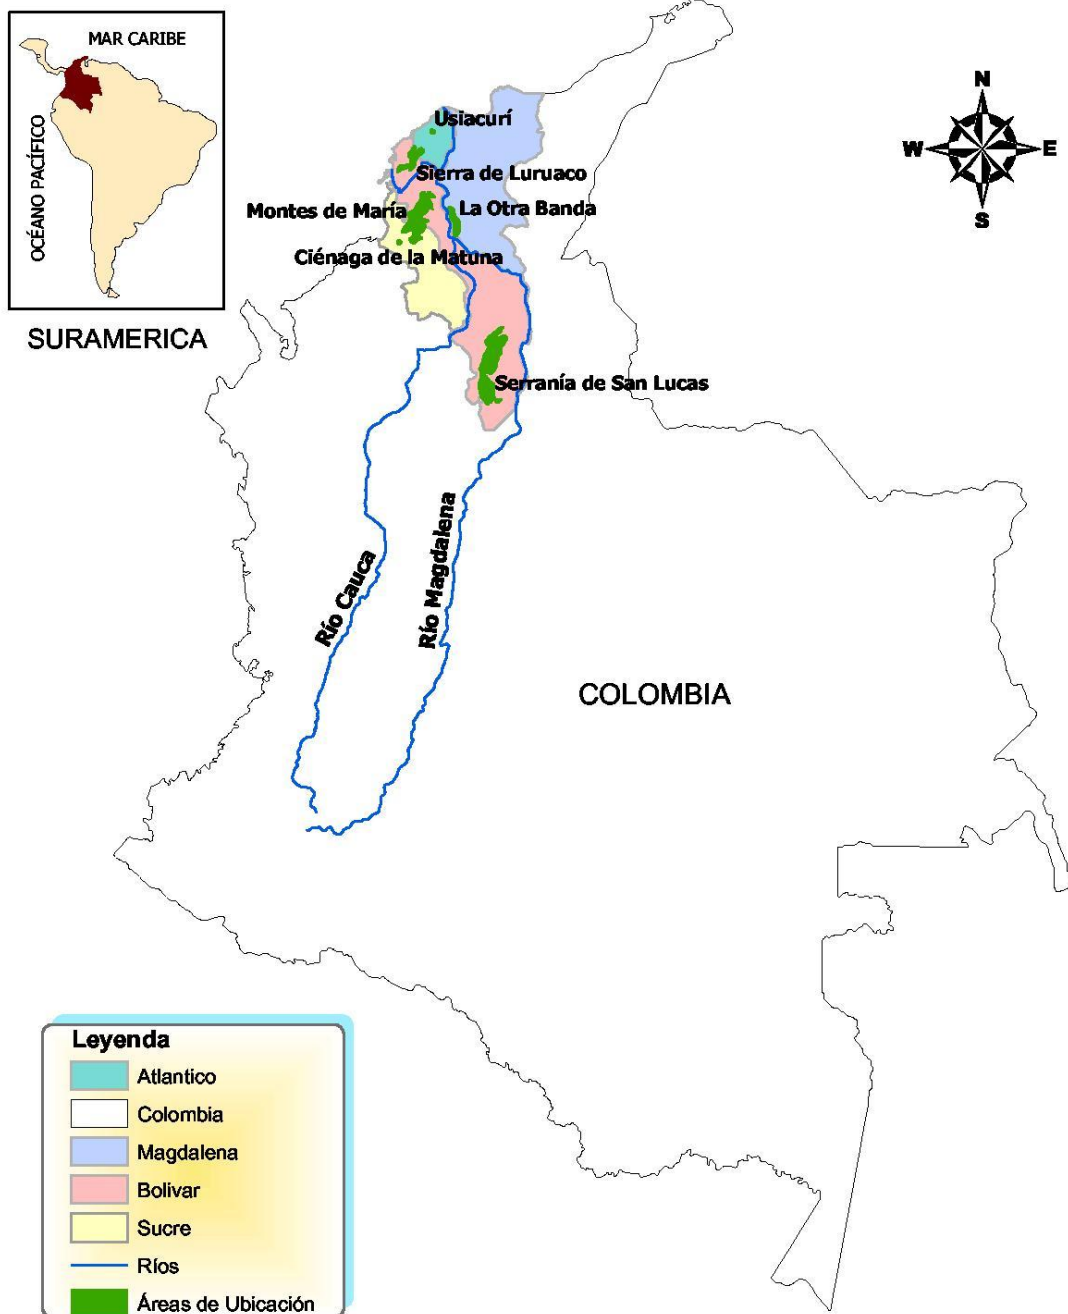 MAR CARIBE
OCÉANO PACÍFICO
SURAMERICA
N
W
E
S
Usiacurí
Sierra de Luruaco
Montes de María
La Otra Banda
Ciénaga de la Matuna
Serranía de San Lucas
Río Cauca
Río Magdalena
COLOMBIA
Leyenda
Atlantico
Colombia
Magdalena
Bolivar
Sucre
Ríos
Áreas de Ubicación